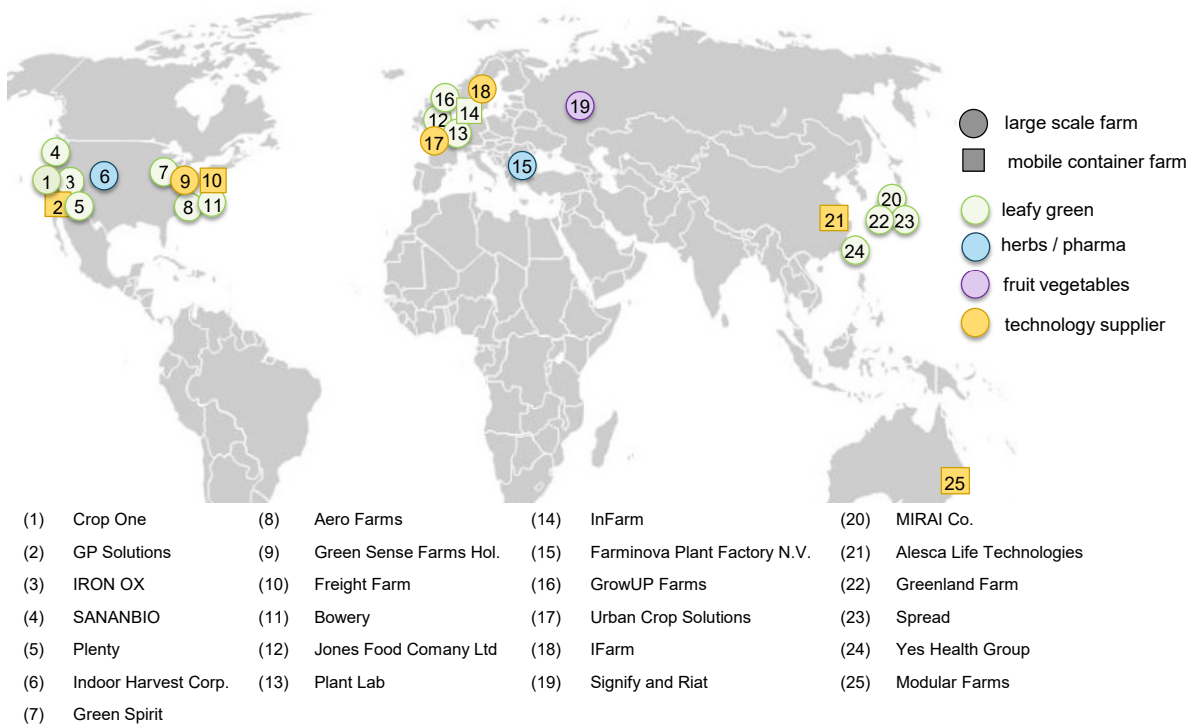 16
18
14
12
13
17
19
15
4
1
3
6
2
5
7
9
10
8
11
20
21
22
23
24
25
large scale farm
mobile container farm
leafy green
herbs / pharma
fruit vegetables
technology supplier
(1) Crop One
(2) GP Solutions
(3) IRON OX
(4) SANANBIO
(5) Plenty
(6) Indoor Harvest Corp.
(7) Green Spirit
(8) Aero Farms
(9) Green Sense Farms Hol.
(10) Freight Farm
(11) Bowery
(12) Jones Food Comany Ltd
(13) Plant Lab
(14) InFarm
(15) Farminova Plant Factory N.V.
(16) GrowUP Farms
(17) Urban Crop Solutions
(18) IFarm
(19) Signify and Riat
(20) MIRAI Co.
(21) Alesca Life Technologies
(22) Greenland Farm
(23) Spread
(24) Yes Health Group
(25) Modular Farms